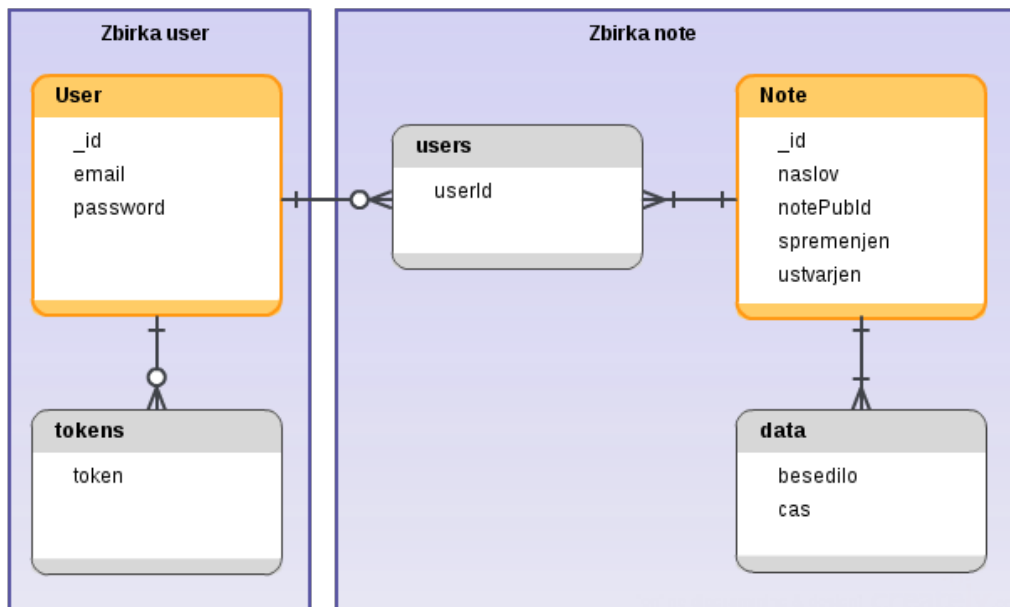 Zbirka user
User
_id
email
password
tokens
token
Zbirka note
users
userId
Note
_id
naslov
notePubId
spremenjen
ustvarjen
data
besedilo
cas